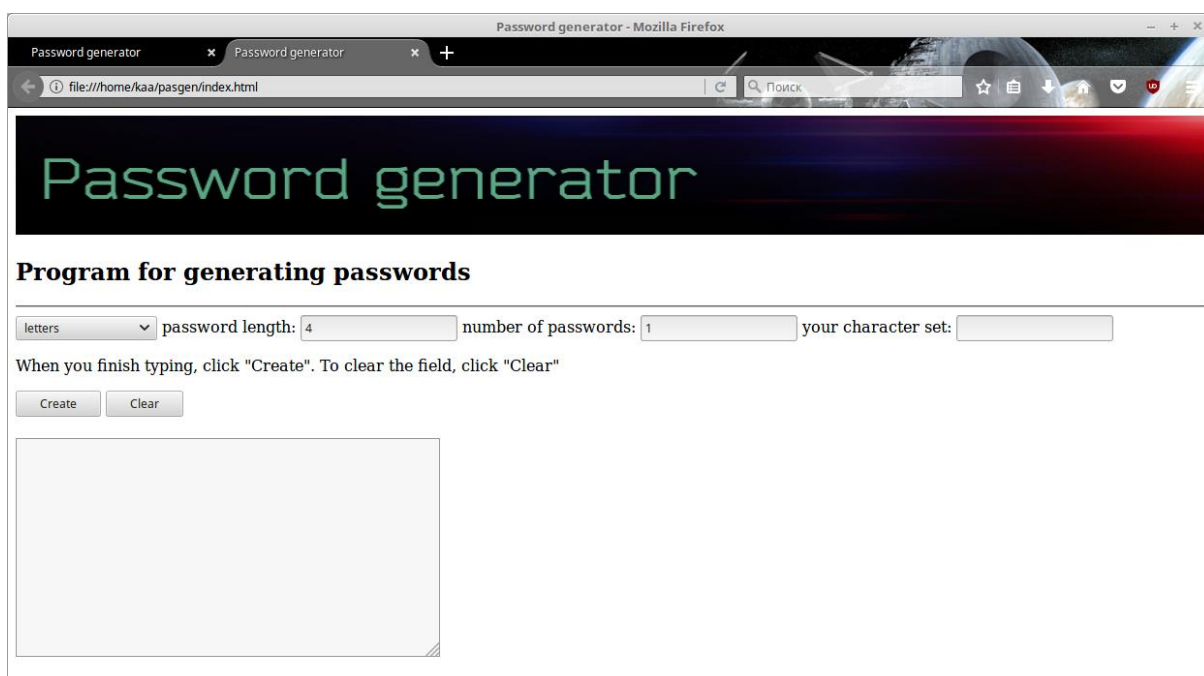 Password generator - Mozilla Firefox
Password generator Password generator
file:///home/kaa/pasgen/index.html Поиск
Password generator
Program for generating passwords
letters password length: 4 number of passwords: 1 your character set:
When you finish typing, click "Create". To clear the field, click "Clear"
Create Clear